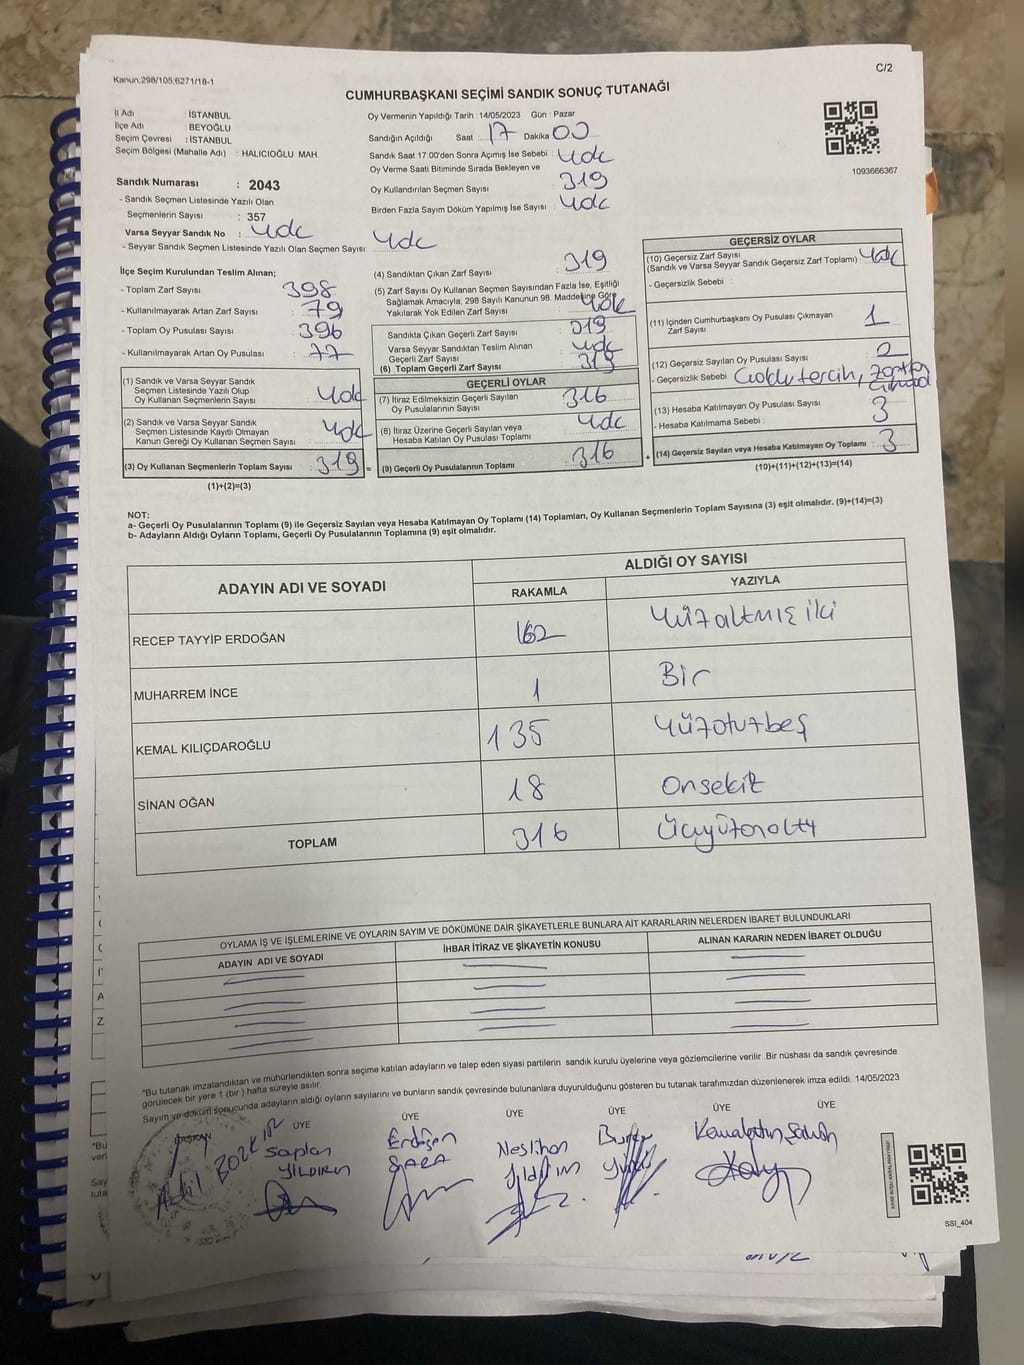 Kanun;298/105,6271/18-1
C/2
CUMHURBAŞKANI SEÇİMİ SANDIK SONUÇ TUTANAĞI
İl Adı : İSTANBUL
İlçe Adı : BEYOĞLU
Seçim Çevresi : İSTANBUL
Seçim Bölgesi (Mahalle Adı) : HALICIOĞLU MAH.
Sandık Numarası : 2043
- Sandık Seçmen Listesinde Yazılı Olan
Seçmenlerin Sayısı : 357
Varsa Seyyar Sandık No : Yok
- Seyyar Sandık Seçmen Listesinde Yazılı Olan Seçmen Sayısı Yok
Oy Vermenin Yapıldığı Tarih : 14/05/2023 Gün : Pazar
Sandığın Açıldığı Saat 17 Dakika 00
Sandık Saat 17:00'den Sonra Açımış İse Sebebi : Yok
Oy Verme Saati Bitiminde Sırada Bekleyen ve
Oy Kullandırılan Seçmen Sayısı 319
Birden Fazla Sayım Döküm Yapılmış İse Sayısı : Yok
1093666367
İlçe Seçim Kurulundan Teslim Alınan;
- Toplam Zarf Sayısı : 398
- Kullanılmayarak Artan Zarf Sayısı : 79
- Toplam Oy Pusulası Sayısı : 396
- Kullanılmayarak Artan Oy Pusulası : 77
(1) Sandık ve Varsa Seyyar Sandık
Seçmen Listesinde Yazılı Olup
Oy Kullanan Seçmenlerin Sayısı Yok
(2) Sandık ve Varsa Seyyar Sandık
Seçmen Listesinde Kayıtlı Olmayan
Kanun Gereği Oy Kullanan Seçmen Sayısı Yok
(3) Oy Kullanan Seçmenlerin Toplam Sayısı 319 =
(1)+(2)=(3)
(4) Sandıktan Çıkan Zarf Sayısı 319
(5) Zarf Sayısı Oy Kullanan Seçmen Sayısından Fazla İse, Eşitliği
Sağlamak Amacıyla; 298 Sayılı Kanunun 98. Maddesine Göre
Yakılarak Yok Edilen Zarf Sayısı : Yok
Sandıkta Çıkan Geçerli Zarf Sayısı : 319
Varsa Seyyar Sandıktan Teslim Alınan
Geçerli Zarf Sayısı : Yok
(6) Toplam Geçerli Zarf Sayısı 319
GEÇERLİ OYLAR
(7) İtiraz Edilmeksizin Geçerli Sayılan
Oy Pusulalarının Sayısı 316
(8) İtiraz Üzerine Geçerli Sayılan veya
Hesaba Katılan Oy Pusulası Toplamı Yok
(9) Geçerli Oy Pusulalarının Toplamı 316 +
GEÇERSİZ OYLAR
(10) Geçersiz Zarf Sayısı
(Sandık ve Varsa Seyyar Sandık Geçersiz Zarf Toplamı) Yok
- Geçersizlik Sebebi :
(11) İçinden Cumhurbaşkanı Oy Pusulası Çıkmayan
Zarf Sayısı 1
(12) Geçersiz Sayılan Oy Pusulası Sayısı 2
- Geçersizlik Sebebi : Çoklu tercih,
(13) Hesaba Katılmayan Oy Pusulası Sayısı 3
- Hesaba Katılmama Sebebi :
(14) Geçersiz Sayılan veya Hesaba Katılmayan Oy Toplamı 3
(10)+(11)+(12)+(13)=(14)
NOT:
a- Geçerli Oy Pusulalarının Toplamı (9) ile Geçersiz Sayılan veya Hesaba Katılmayan Oy Toplamı (14) Toplamları, Oy Kullanan Seçmenlerin Toplam Sayısına (3) eşit olmalıdır. (9)+(14)=(3)
b- Adayların Aldığı Oyların Toplamı, Geçerli Oy Pusulalarının Toplamına (9) eşit olmalıdır.
ADAYIN ADI VE SOYADI
ALDIĞI OY SAYISI
RAKAMLA YAZIYLA
RECEP TAYYİP ERDOĞAN 162 Yüzaltmış iki
MUHARREM İNCE 1 Bir
KEMAL KILIÇDAROĞLU 135 Yüzotuzbeş
SİNAN OĞAN 18 Onsekiz
TOPLAM 316 Üçyüzonaltı
OYLAMA İŞ VE İŞLEMLERİNE VE OYLARIN SAYIM VE DÖKÜMÜNE DAİR ŞİKAYETLERLE BUNLARA AİT KARARLARIN NELERDEN İBARET BULUNDUKLARI
ADAYIN ADI VE SOYADI
İHBAR İTİRAZ VE ŞİKAYETİN KONUSU
ALINAN KARARIN NEDEN İBARET OLDUĞU
"Bu tutanak imzalandıktan ve mühürlendikten sonra seçime katılan adayların ve talep eden siyasi partilerin sandık kurulu üyelerine veya gözlemcilerine verilir .Bir nüshası da sandık çevresinde
görülecek bir yere 1 (bir ) hafta süreyle asılır.
Sayım ve döküm sonucunda adayların aldığı oyların sayılarını ve bunların sandık çevresinde bulunanlara duyurulduğunu gösteren bu tutanak tarafımızdan düzenlenerek imza edildi. 14/05/2023
BAŞKAN ÜYE ÜYE ÜYE ÜYE ÜYE ÜYE
BOZKIR
YILDIRIM
Erdoğan
KARA
Neslihan
Yıldırım
SSI_404